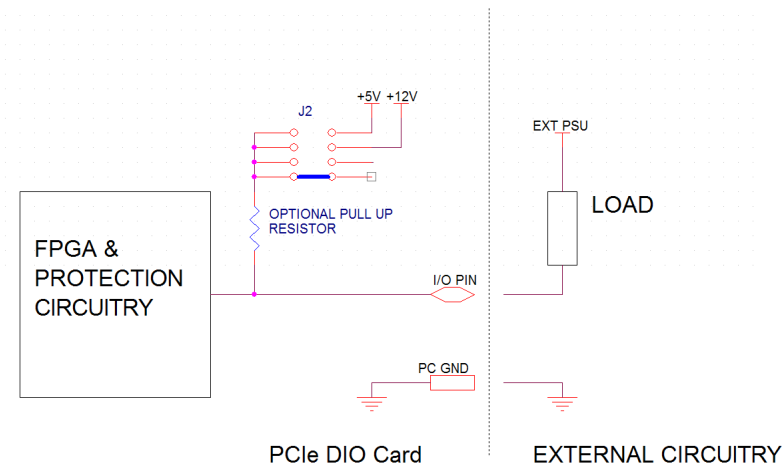 +5V +12V
J2
EXT PSU
LOAD
OPTIONAL PULL UP
RESISTOR
FPGA &
PROTECTION
CIRCUITRY
I/O PIN
PC GND
PCIe DIO Card
EXTERNAL CIRCUITRY